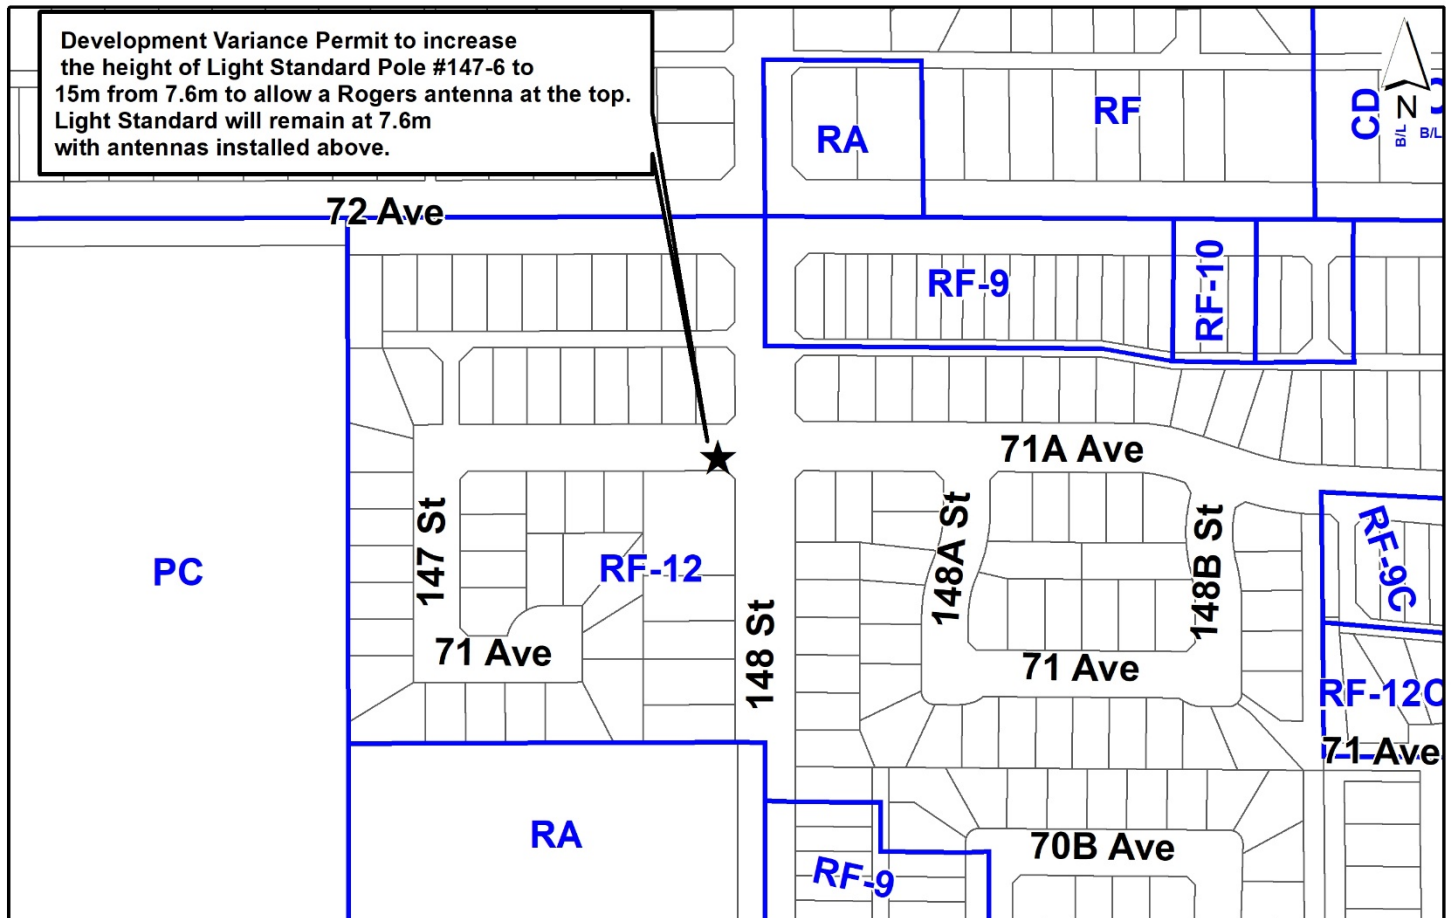 Development Variance Permit to increase
the height of Light Standard Pole #147-6 to
15m from 7.6m to allow a Rogers antenna at the top.
Light Standard will remain at 7.6m
with antennas installed above.
RA
RF
CD
B/L
N
B/L
72 Ave
RF-9
RF-10
71A Ave
147 St
RF-12
148 St
148A St
148B St
RF-9C
PC
71 Ave
71 Ave
RF-12C
71 Ave
RA
RF-9
70B Ave